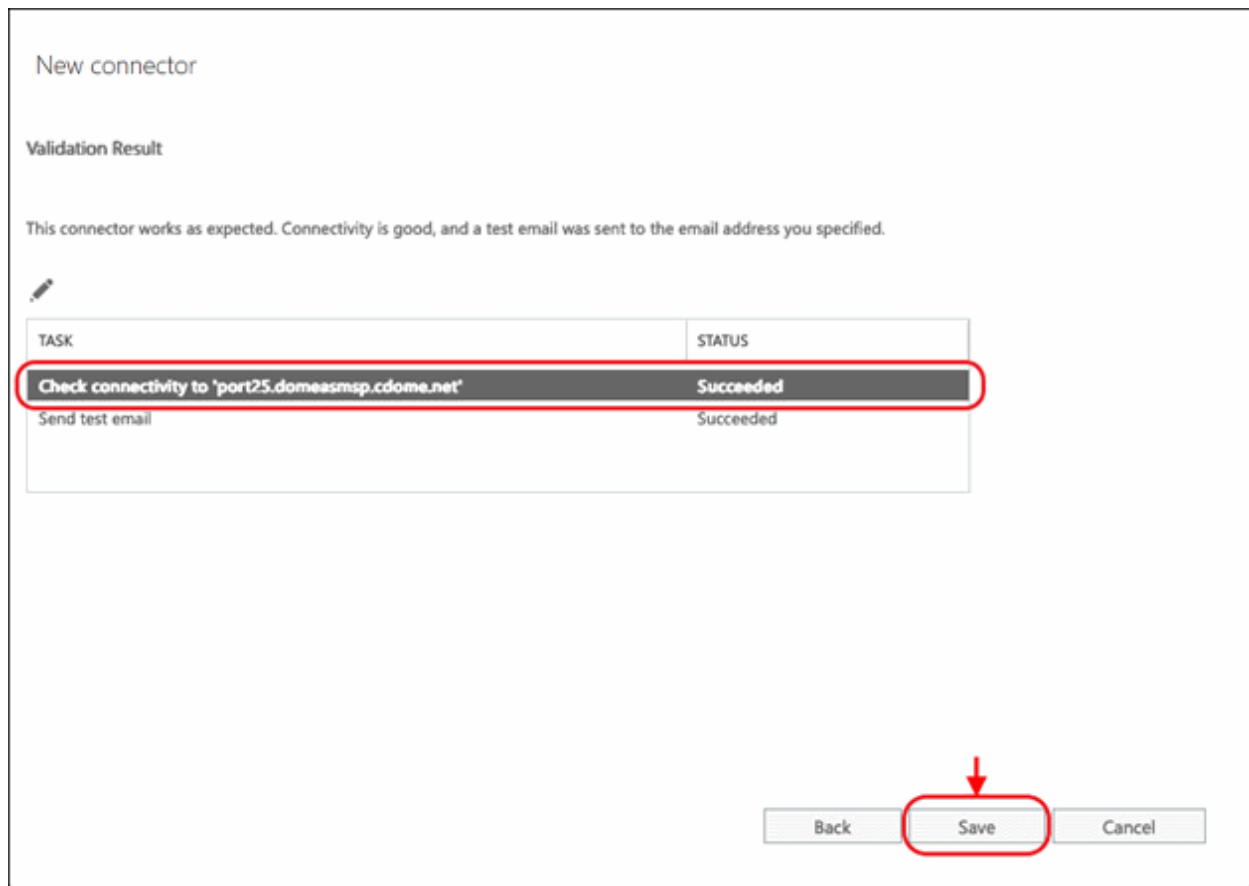 New connector
Validation Result
This connector works as expected. Connectivity is good, and a test email was sent to the email address you specified.
TASK STATUS
Check connectivity to 'port25.domeasmsp.cdome.net' Succeeded
Send test email Succeeded
Back Save Cancel